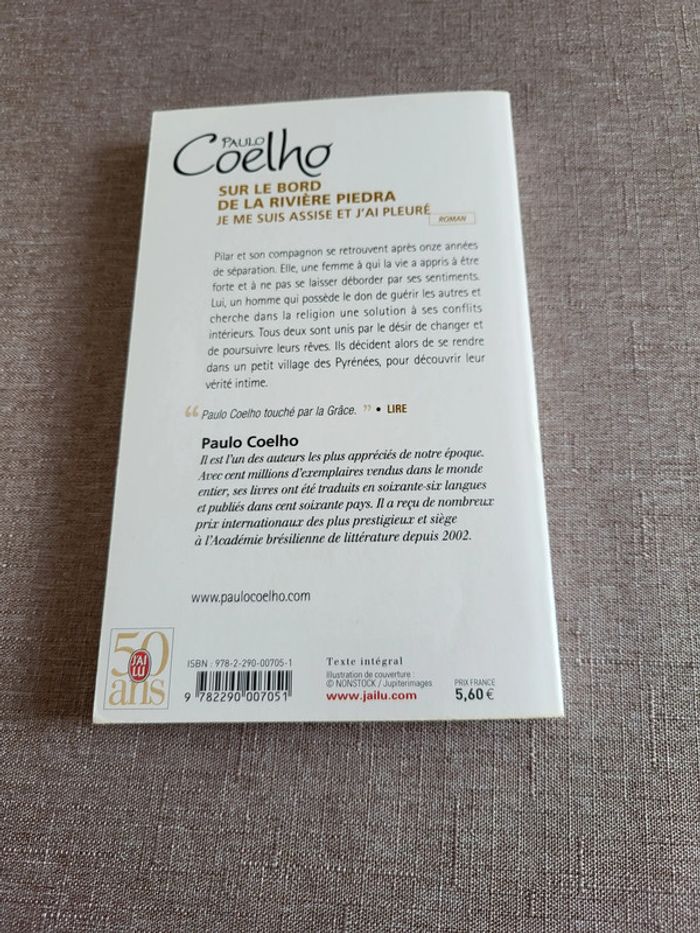 PAULO
Coelho
SUR LE BORD
DE LA RIVIÈRE PIEDRA
JE ME SUIS ASSISE ET J'AI PLEURÉ
ROMAN
Pilar et son compagnon se retrouvent après onze années
de séparation. Elle, une femme à qui la vie a appris à être
forte et à ne pas se laisser déborder par ses sentiments.
Lui, un homme qui possède le don de guérir les autres et
cherche dans la religion une solution à ses conflits
intérieurs. Tous deux sont unis par le désir de changer et
de poursuivre leurs rêves. Ils décident alors de se rendre
dans un petit village des Pyrénées, pour découvrir leur
vérité intime.
“ Paulo Coelho touché par la Grâce. ” • LIRE
Paulo Coelho
Il est l'un des auteurs les plus appréciés de notre époque.
Avec cent millions d'exemplaires vendus dans le monde
entier, ses livres ont été traduits en soixante-six langues
et publiés dans cent soixante pays. Il a reçu de nombreux
prix internationaux des plus prestigieux et siège
à l'Académie brésilienne de littérature depuis 2002.
www.paulocoelho.com
50
J'AI LU
ans
ISBN : 978-2-290-00705-1
9 782290 007051
Texte intégral
Illustration de couverture :
© NONSTOCK / Jupiterimages
www.jailu.com
PRIX FRANCE
5,60 €